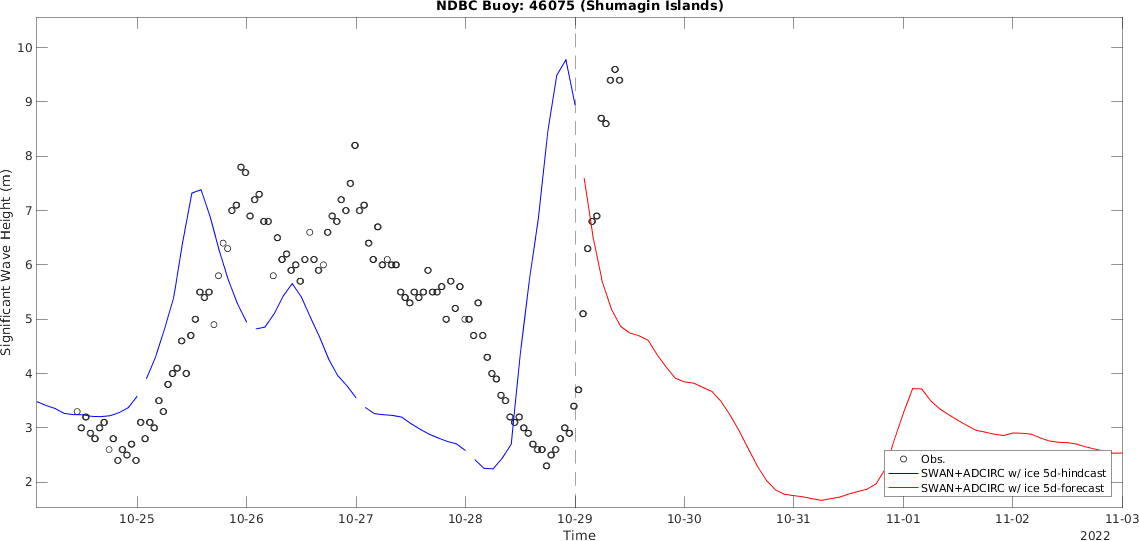 NDBC Buoy: 46075 (Shumagin Islands)
Significant Wave Height (m)
10
9
8
7
6
5
4
3
2
Obs.
SWAN+ADCIRC w/ ice 5d-hindcast
SWAN+ADCIRC w/ ice 5d-forecast
10-25 10-26 10-27 10-28 10-29 10-30 10-31 11-01 11-02 11-03
Time
2022